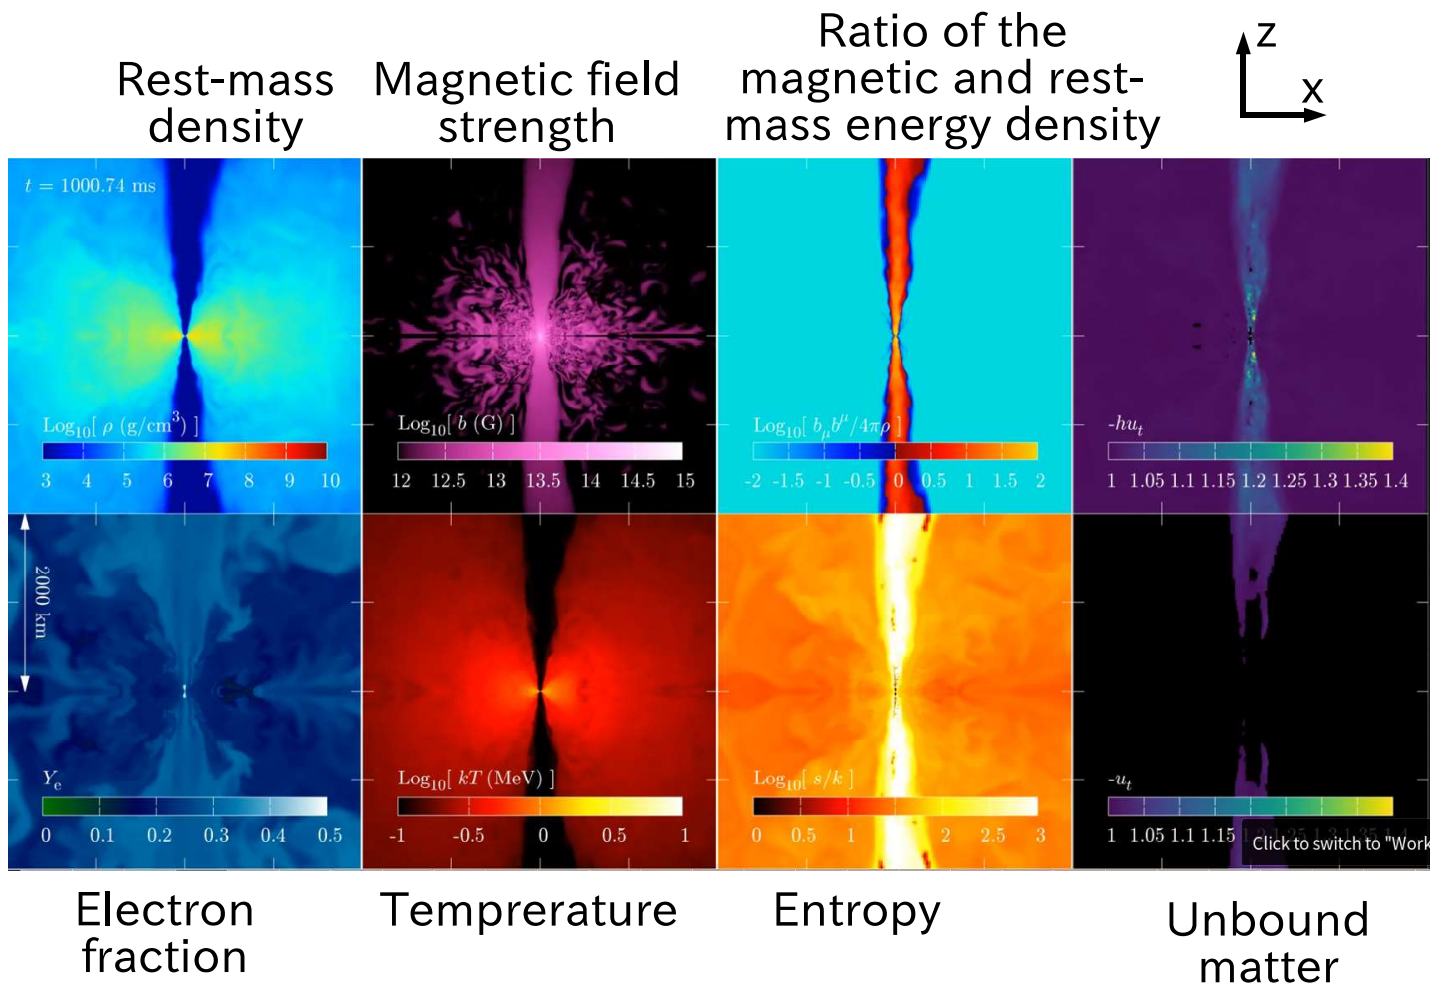 Rest-mass
density
Magnetic field
strength
Ratio of the
magnetic and rest-
mass energy density
z
x
t = 1000.74 ms
Log₁₀[ ρ (g/cm³) ]
3 4 5 6 7 8 9 10
Log₁₀[ b (G) ]
12 12.5 13 13.5 14 14.5 15
Log₁₀[ b_μb^μ/4πρ ]
-2 -1.5 -1 -0.5 0 0.5 1 2
-hu_t
1 1.05 1.1 1.15 1.2 1.25 1.3 1.35 1.4
2000 km
Y_e
0 0.1 0.2 0.3 0.4 0.5
Log₁₀[ kT (MeV) ]
-1 -0.5 0 0.5 1
Log₁₀[ s/k ]
0 0.5 1 1.5 2 2.5 3
-u_t
1 1.05 1.1 1.15
Click to switch to "Work
Electron
fraction
Temprerature
Entropy
Unbound
matter